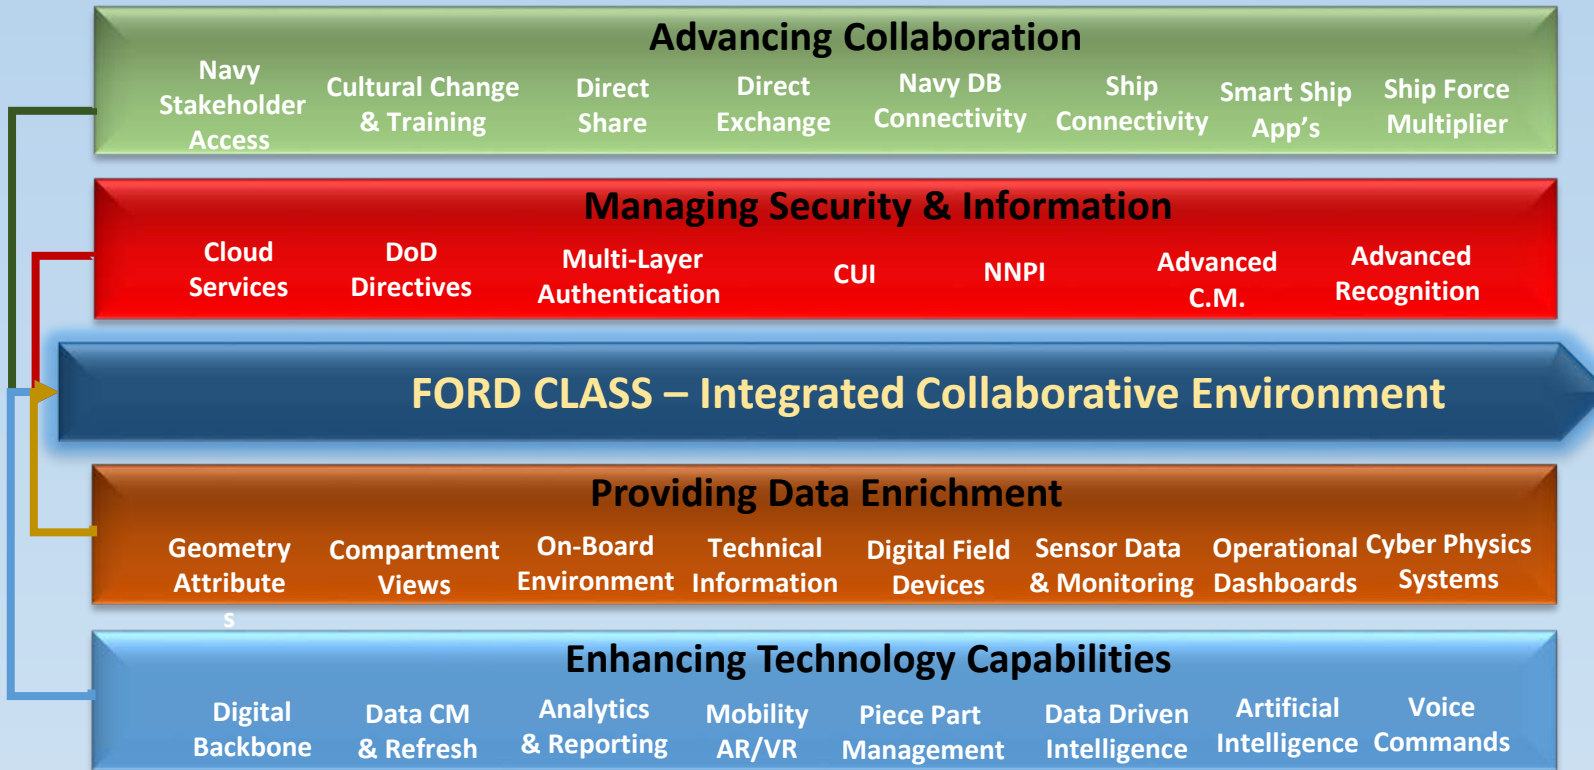 Advancing Collaboration
Navy
Stakeholder
Access
Cultural Change
& Training
Direct
Share
Direct
Exchange
Navy DB
Connectivity
Ship
Connectivity
Smart Ship
App’s
Ship Force
Multiplier
Managing Security & Information
Cloud
Services
DoD
Directives
Multi-Layer
Authentication
CUI
NNPI
Advanced
C.M.
Advanced
Recognition
FORD CLASS – Integrated Collaborative Environment
Providing Data Enrichment
Geometry
Attribute
s
Compartment
Views
On-Board
Environment
Technical
Information
Digital Field
Devices
Sensor Data
& Monitoring
Operational
Dashboards
Cyber Physics
Systems
Enhancing Technology Capabilities
Digital
Backbone
Data CM
& Refresh
Analytics
& Reporting
Mobility
AR/VR
Piece Part
Management
Data Driven
Intelligence
Artificial
Intelligence
Voice
Commands